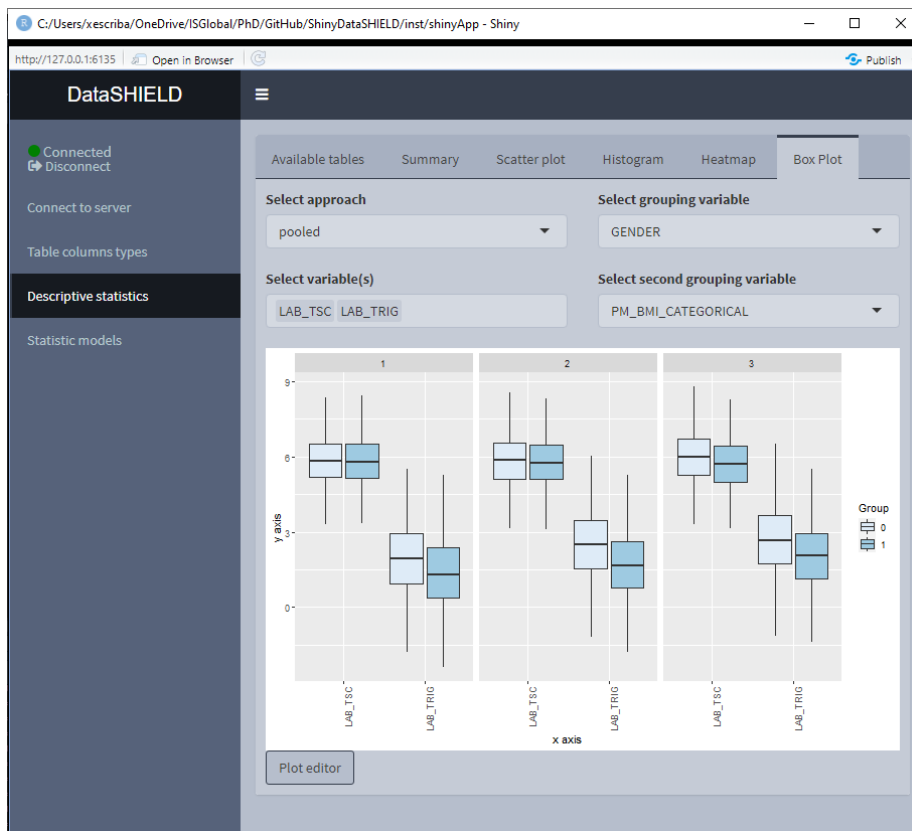 C:/Users/xescriba/OneDrive/ISGlobal/PhD/GitHub/ShinyDataSHIELD/inst/shinyApp - Shiny
http://127.0.0.1:6135 Open in Browser Publish
DataSHIELD
Connected
Disconnect
Connect to server
Table columns types
Descriptive statistics
Statistic models
Available tables Summary Scatter plot Histogram Heatmap Box Plot
Select approach Select grouping variable
pooled GENDER
Select variable(s) Select second grouping variable
LAB_TSC LAB_TRIG PM_BMI_CATEGORICAL
1 2 3
9
6
3
0
y axis
Group
0
1
LAB_TSC LAB_TRIG LAB_TSC LAB_TRIG LAB_TSC LAB_TRIG
x axis
Plot editor